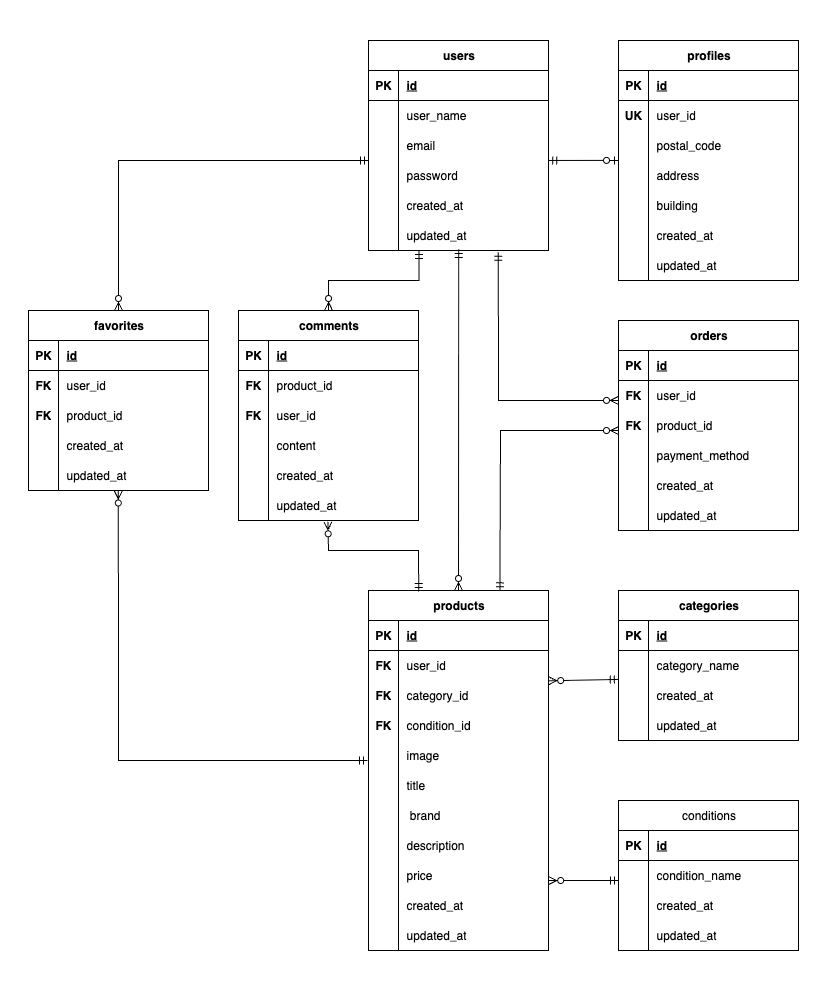 users
PK id
user_name
email
password
created_at
updated_at
profiles
PK id
UK user_id
postal_code
address
building
created_at
updated_at
favorites
PK id
FK user_id
FK product_id
created_at
updated_at
comments
PK id
FK product_id
FK user_id
content
created_at
updated_at
orders
PK id
FK user_id
FK product_id
payment_method
created_at
updated_at
products
PK id
FK user_id
FK category_id
FK condition_id
image
title
brand
description
price
created_at
updated_at
categories
PK id
category_name
created_at
updated_at
conditions
PK id
condition_name
created_at
updated_at